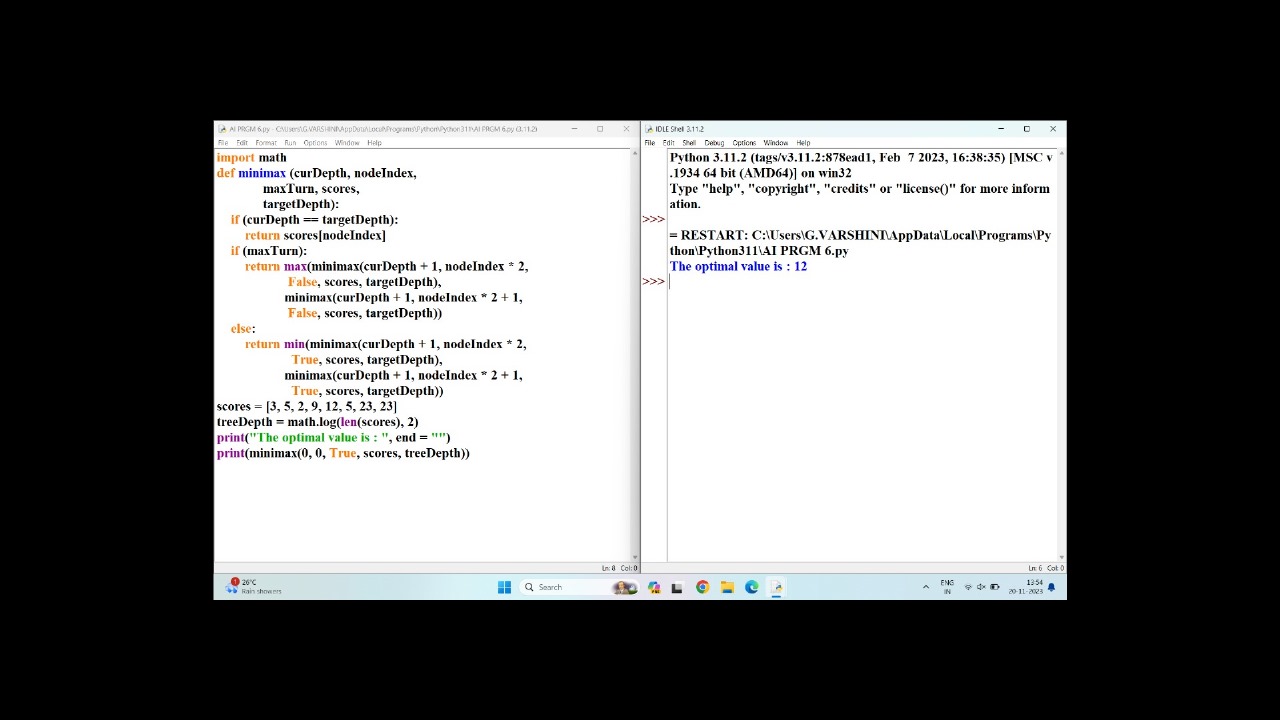 AI PRGM 6.py - C:\Users\G.VARSHINI\AppData\Local\Programs\Python\Python311\AI PRGM 6.py (3.11.2)
File Edit Format Run Options Window Help
import math
def minimax (curDepth, nodeIndex,
maxTurn, scores,
targetDepth):
if (curDepth == targetDepth):
return scores[nodeIndex]
if (maxTurn):
return max(minimax(curDepth + 1, nodeIndex * 2,
False, scores, targetDepth),
minimax(curDepth + 1, nodeIndex * 2 + 1,
False, scores, targetDepth))
else:
return min(minimax(curDepth + 1, nodeIndex * 2,
True, scores, targetDepth),
minimax(curDepth + 1, nodeIndex * 2 + 1,
True, scores, targetDepth))
scores = [3, 5, 2, 9, 12, 5, 23, 23]
treeDepth = math.log(len(scores), 2)
print("The optimal value is : ", end = "")
print(minimax(0, 0, True, scores, treeDepth))
Ln: 8 Col: 0
IDLE Shell 3.11.2
File Edit Shell Debug Options Window Help
Python 3.11.2 (tags/v3.11.2:878ead1, Feb 7 2023, 16:38:35) [MSC v
.1934 64 bit (AMD64)] on win32
Type "help", "copyright", "credits" or "license()" for more inform
ation.
>>>
= RESTART: C:\Users\G.VARSHINI\AppData\Local\Programs\Py
thon\Python311\AI PRGM 6.py
The optimal value is : 12
>>>
Ln: 6 Col: 0
1
26°C
Rain showers
Search
ENG
IN
13:54
20-11-2023